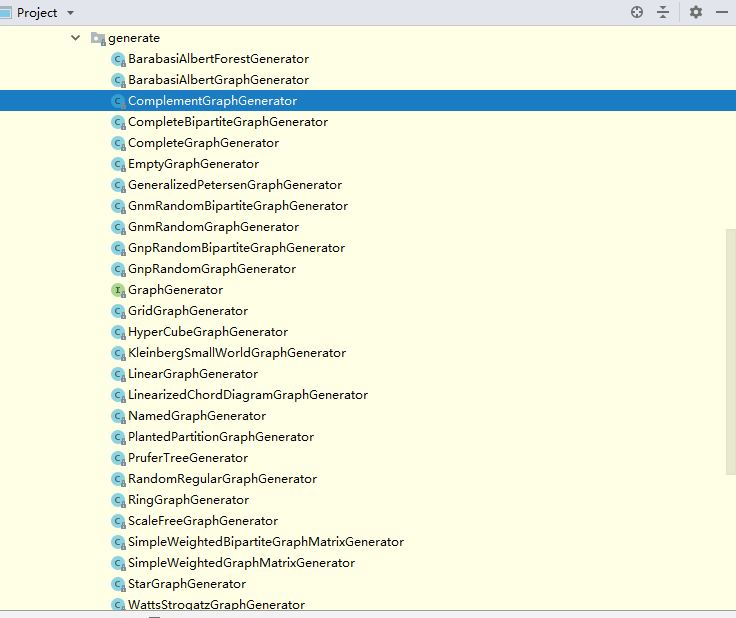 Project
generate
BarabasiAlbertForestGenerator
BarabasiAlbertGraphGenerator
ComplementGraphGenerator
CompleteBipartiteGraphGenerator
CompleteGraphGenerator
EmptyGraphGenerator
GeneralizedPetersenGraphGenerator
GnmRandomBipartiteGraphGenerator
GnmRandomGraphGenerator
GnpRandomBipartiteGraphGenerator
GnpRandomGraphGenerator
GraphGenerator
GridGraphGenerator
HyperCubeGraphGenerator
KleinbergSmallWorldGraphGenerator
LinearGraphGenerator
LinearizedChordDiagramGraphGenerator
NamedGraphGenerator
PlantedPartitionGraphGenerator
PruferTreeGenerator
RandomRegularGraphGenerator
RingGraphGenerator
ScaleFreeGraphGenerator
SimpleWeightedBipartiteGraphMatrixGenerator
SimpleWeightedGraphMatrixGenerator
StarGraphGenerator
WattsStrogatzGraphGenerator